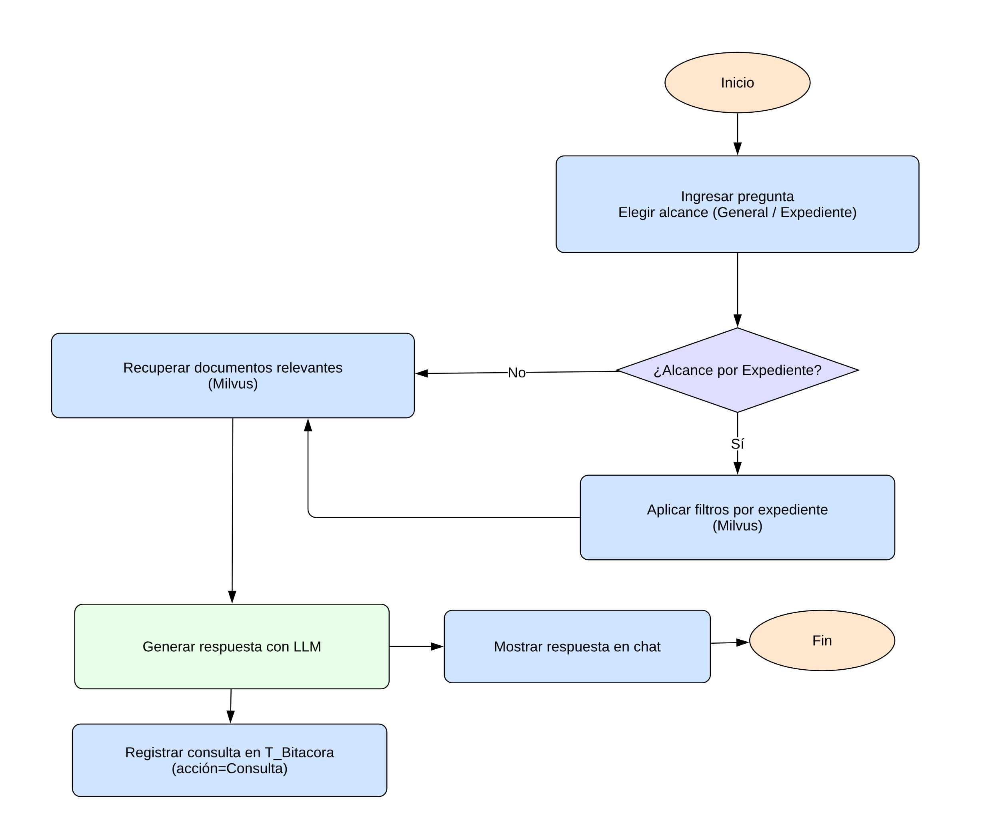 Inicio
Ingresar pregunta
Elegir alcance (General / Expediente)
¿Alcance por Expediente?
No
Recuperar documentos relevantes
(Milvus)
Sí
Aplicar filtros por expediente
(Milvus)
Generar respuesta con LLM
Mostrar respuesta en chat
Fin
Registrar consulta en T_Bitacora
(acción=Consulta)